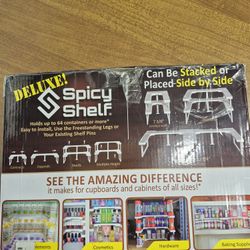 DELUXE!
Spicy
Shelf
Holds up to 64 containers or more*
Easy to Install, Use the Freestanding Legs or
Your Existing Shelf Pins
Can Be Stacked or
Placed Side by Side
SEE THE AMAZING DIFFERENCE
it makes for cupboards and cabinets of all sizes!*
Cosmetics
Hardware
Baking Supplies